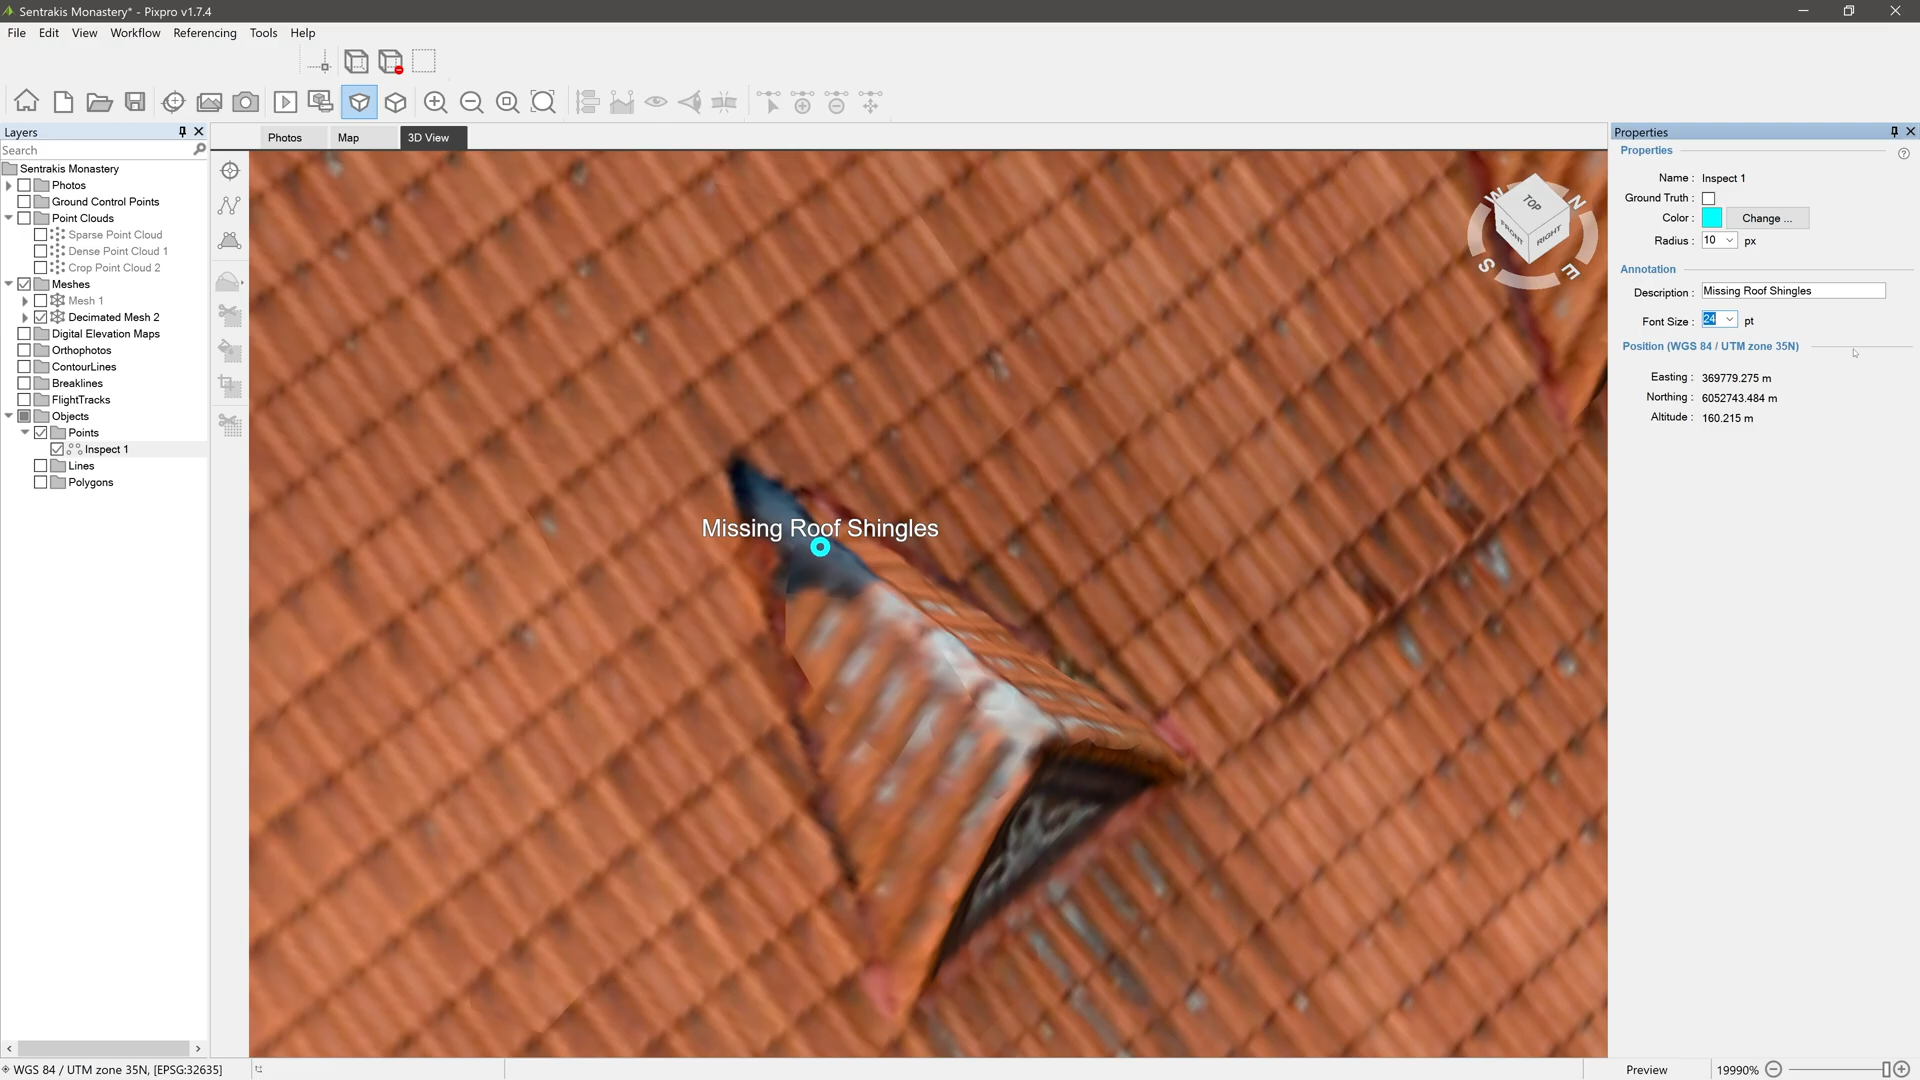 Sentrakis Monastery* - Pixpro v1.7.4
File Edit View Workflow Referencing Tools Help
Layers
Search
Sentrakis Monastery
Photos
Ground Control Points
Point Clouds
Sparse Point Cloud
Dense Point Cloud 1
Crop Point Cloud 2
Meshes
Mesh 1
Decimated Mesh 2
Digital Elevation Maps
Orthophotos
ContourLines
Breaklines
FlightTracks
Objects
Points
Inspect 1
Lines
Polygons
Photos Map 3D View
W N
TOP
FRONT RIGHT
S E
Missing Roof Shingles
Properties
Properties
Name : Inspect 1
Ground Truth :
Color : Change ...
Radius : 10 px
Annotation
Description : Missing Roof Shingles
Font Size : 24 pt
Position (WGS 84 / UTM zone 35N)
Easting : 369779.275 m
Northing : 6052743.484 m
Altitude : 160.215 m
WGS 84 / UTM zone 35N, [EPSG:32635]
Preview 19990%